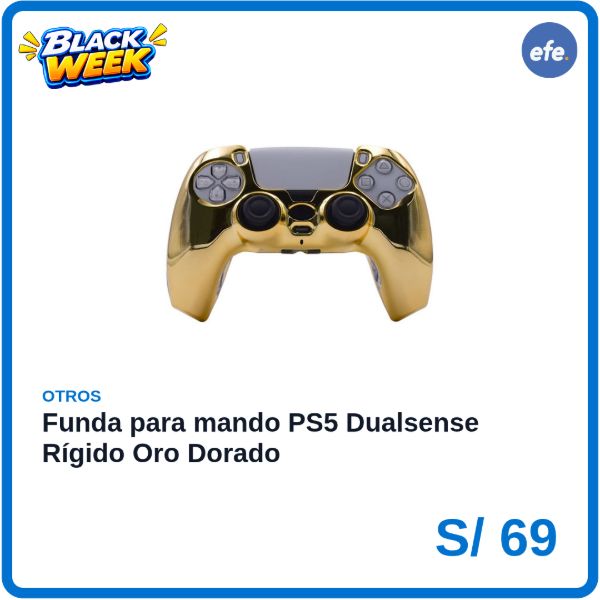 BLACK
WEEK
efe.
OTROS
Funda para mando PS5 Dualsense
Rígido Oro Dorado
S/ 69